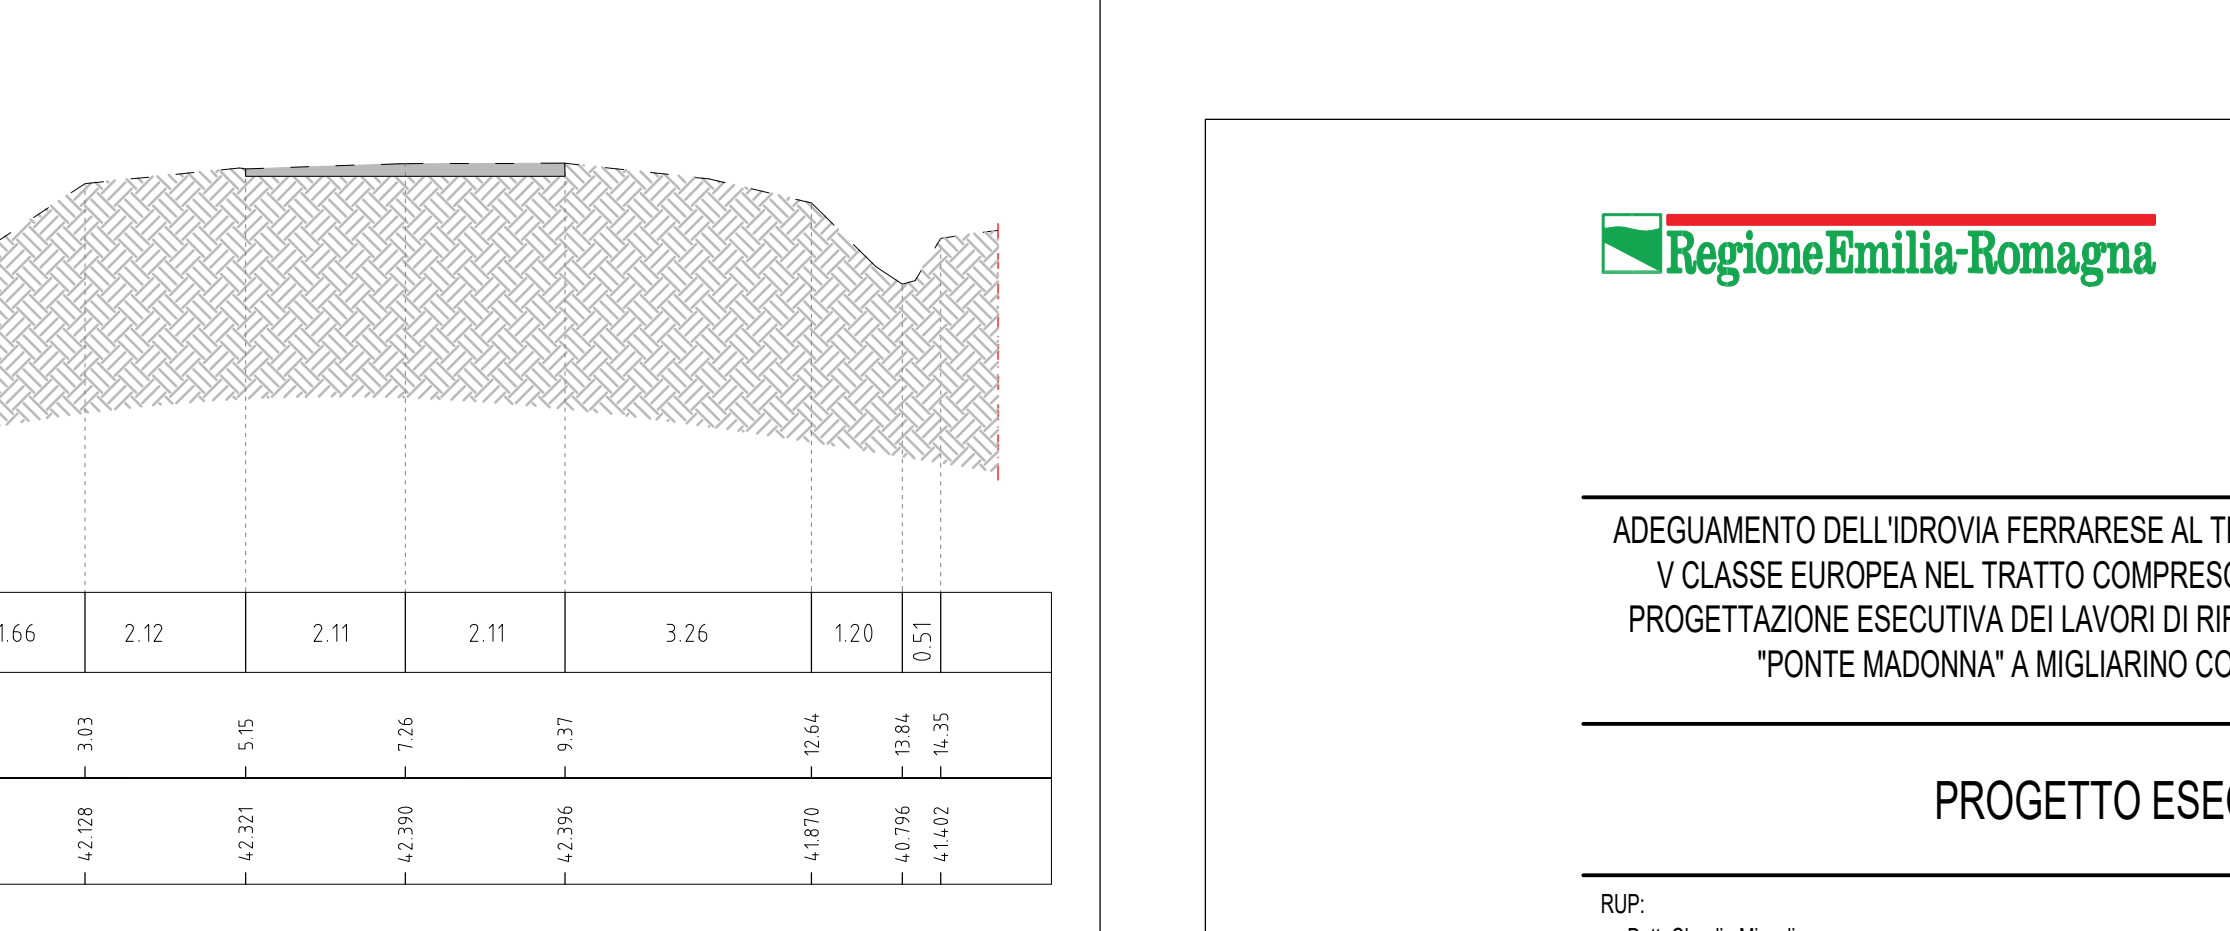 1.66 2.12 2.11 2.11 3.26 1.20 0.51
3.03 5.15 7.26 9.37 12.64 13.84 14.35
42.128 42.321 42.390 42.396 41.870 40.796 41.402
RegioneEmilia-Romagna
ADEGUAMENTO DELL'IDROVIA FERRARESE AL
V CLASSE EUROPEA NEL TRATTO COMPRESO
PROGETTAZIONE ESECUTIVA DEI LAVORI DI
"PONTE MADONNA" A MIGLIARINO
PROGETTO
RUP: